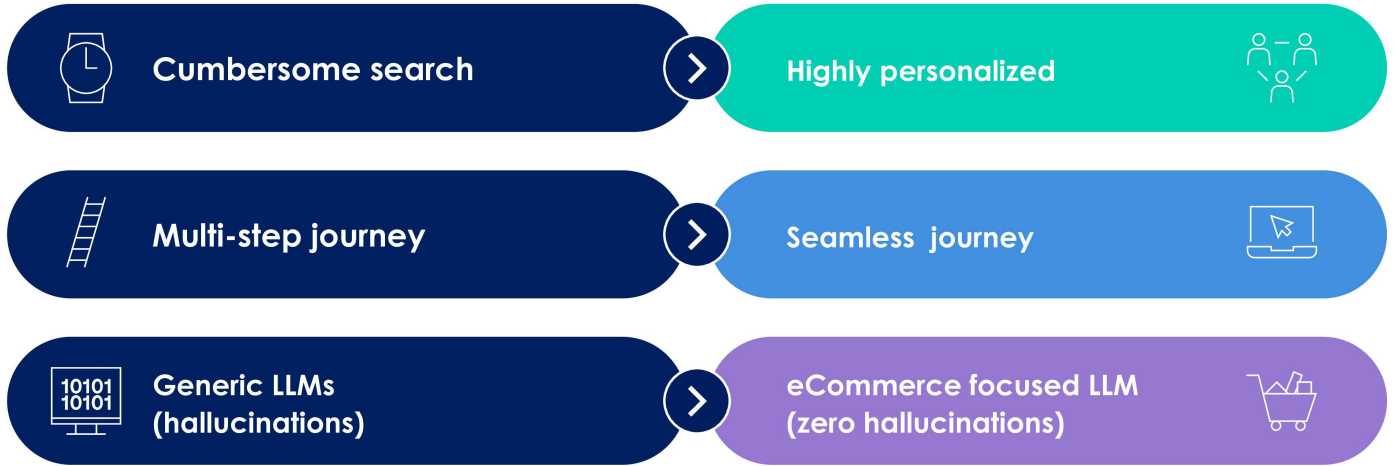 Cumbersome search
Highly personalized
Multi-step journey
Seamless journey
10101
10101
Generic LLMs
(hallucinations)
eCommerce focused LLM
(zero hallucinations)